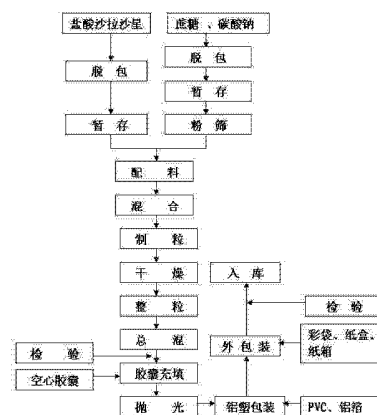 盐酸沙拉沙星
蔗糖、碳酸钠
脱包
脱包
暂存
暂存
粉筛
配料
混合
制粒
干燥
入库
整粒
检验
总混
外包装
彩袋、纸盒、
纸箱
检验
空心胶囊
胶囊充填
抛光
铝塑包装
PVC、铝箔